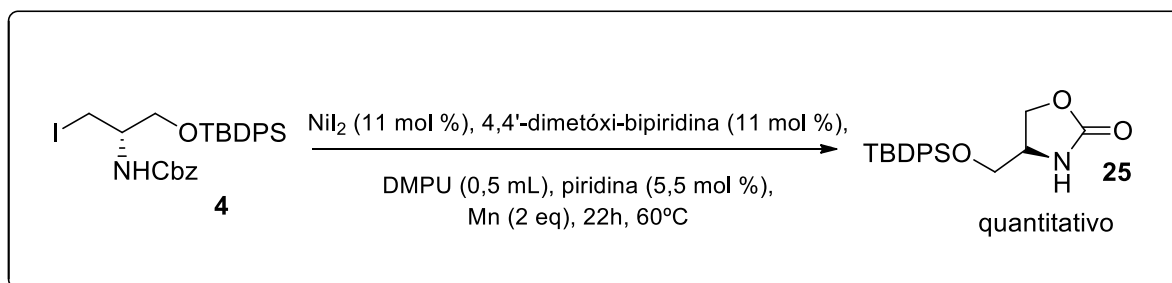 NiI₂ (11 mol %), 4,4'-dimetóxi-bipiridina (11 mol %),
DMPU (0,5 mL), piridina (5,5 mol %),
Mn (2 eq), 22h, 60ºC
I
OTBDPS
NHCbz
4
O
O
TBDPSO
N
H
25
quantitativo